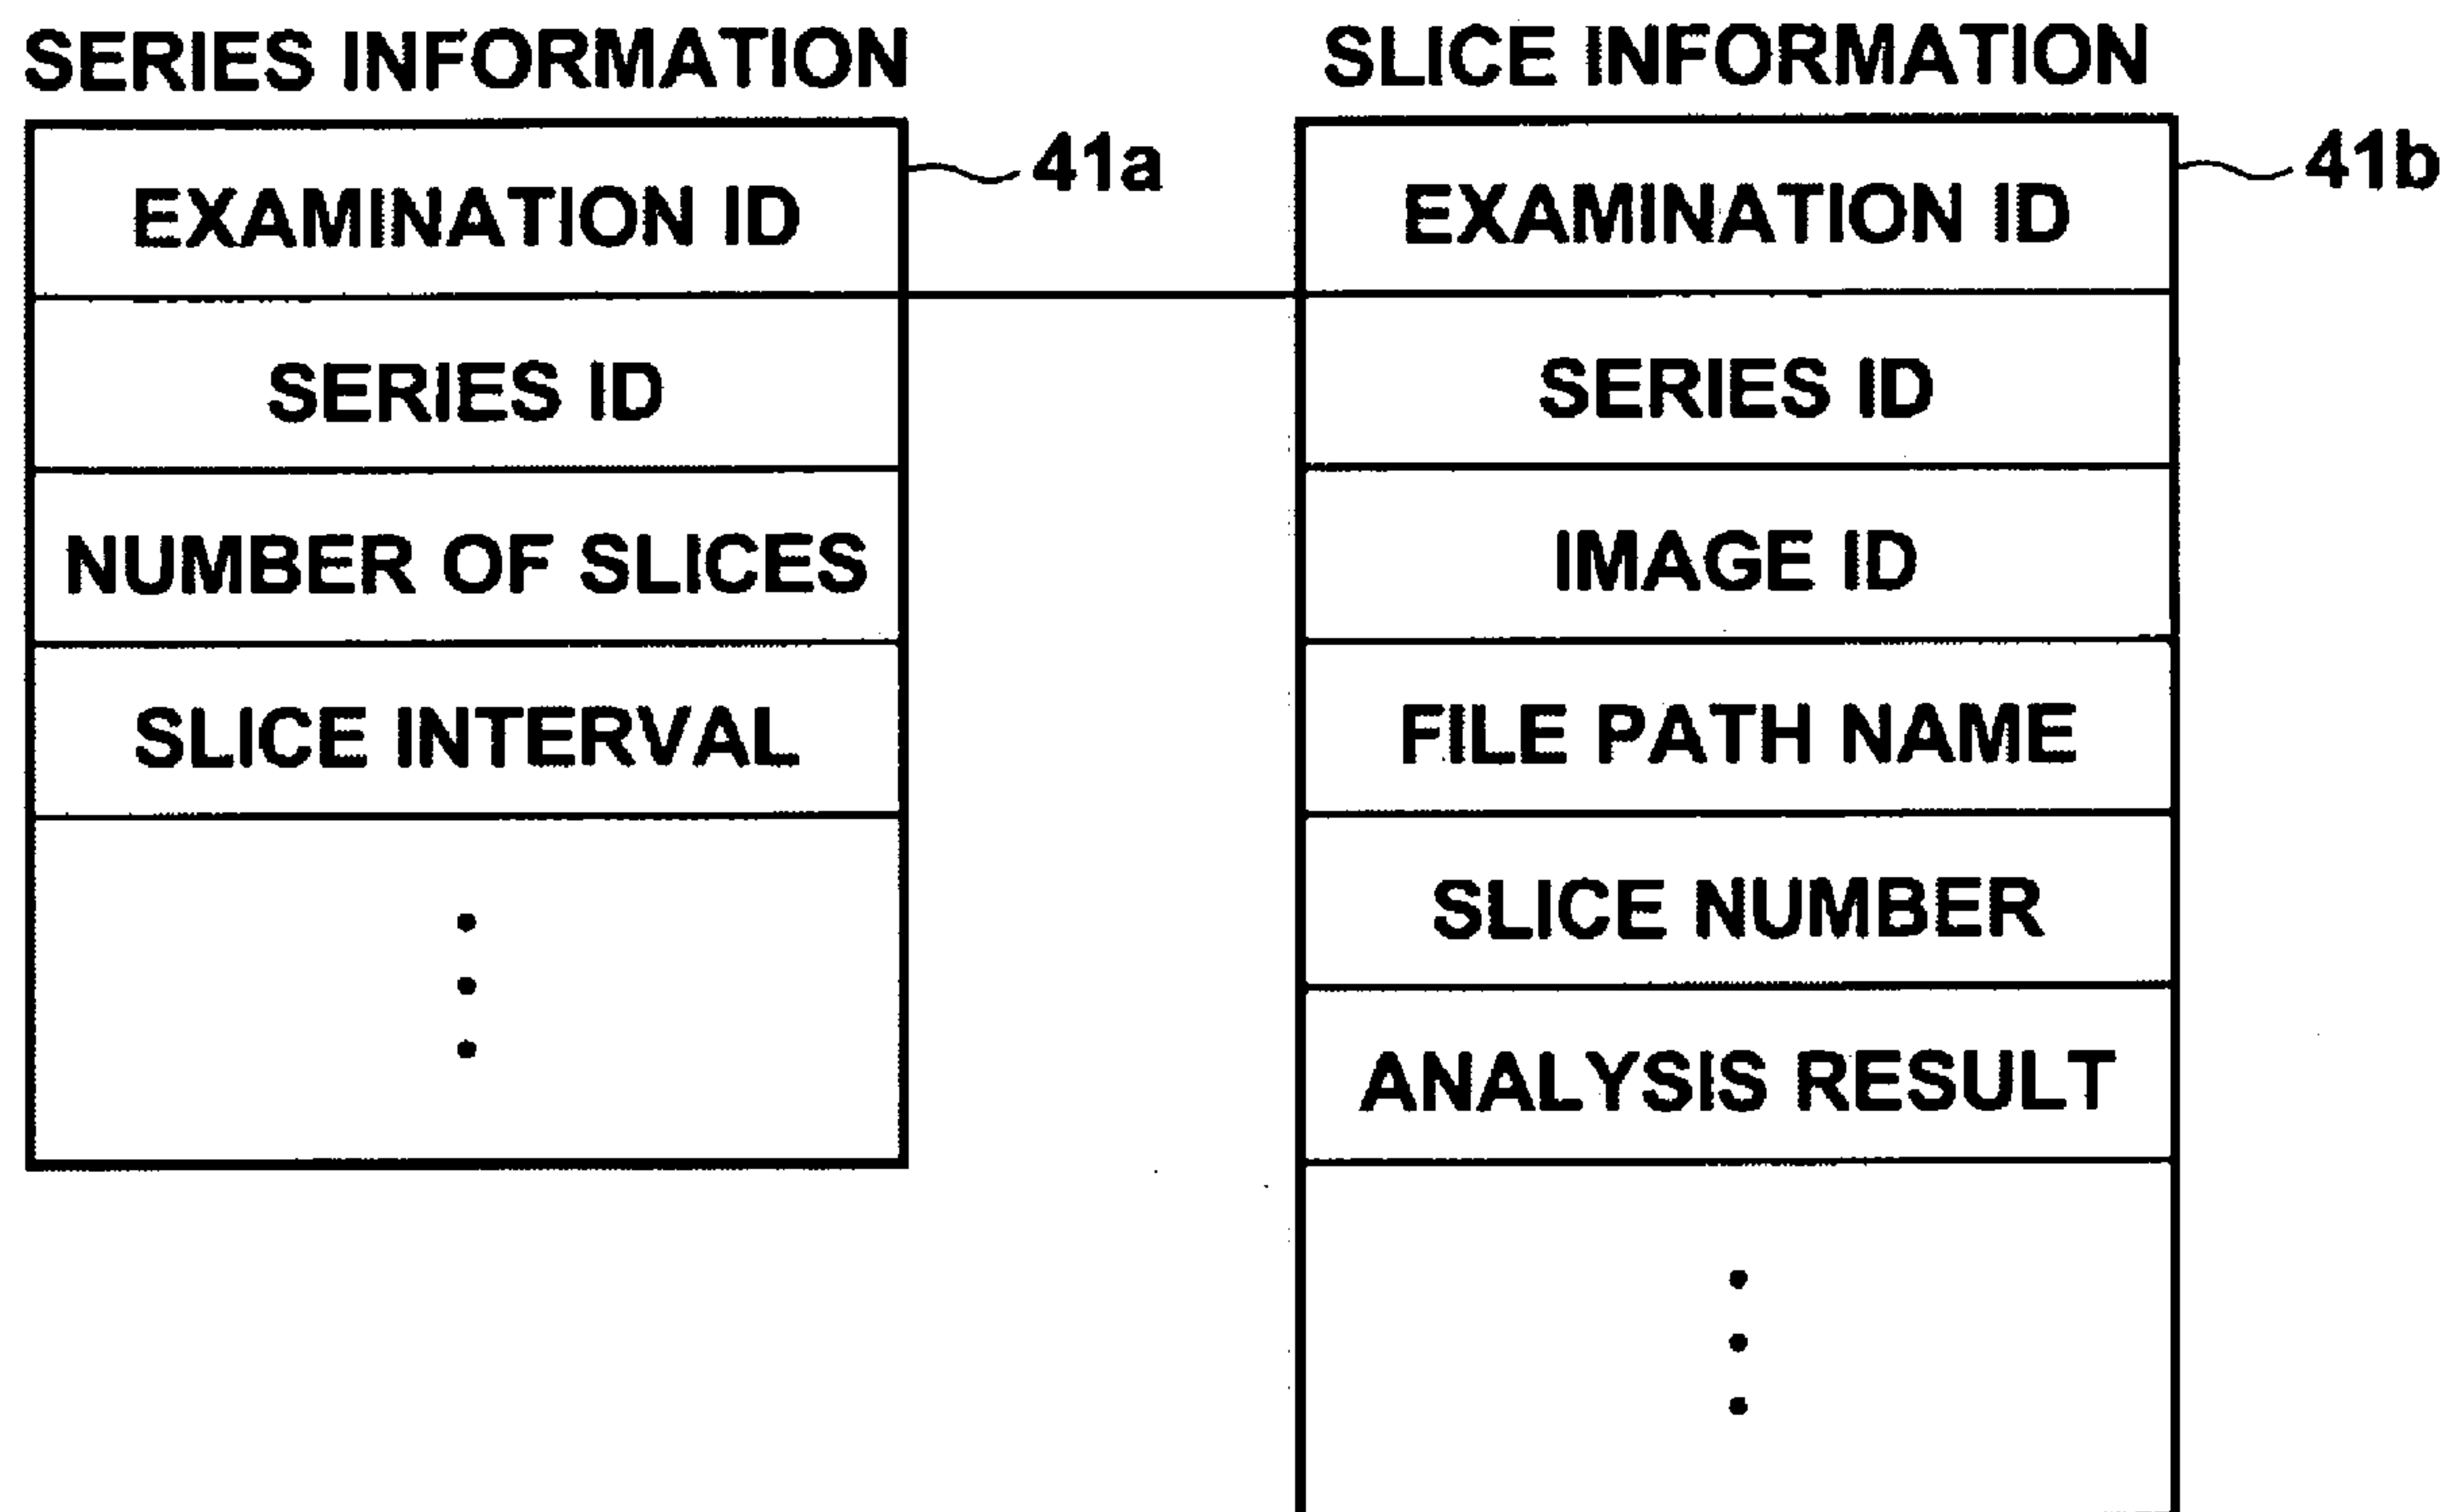 SERIES INFORMATION
41a
EXAMINATION ID
SERIES ID
NUMBER OF SLICES
SLICE INTERVAL
SLICE INFORMATION
41b
EXAMINATION ID
SERIES ID
IMAGE ID
FILE PATH NAME
SLICE NUMBER
ANALYSIS RESULT